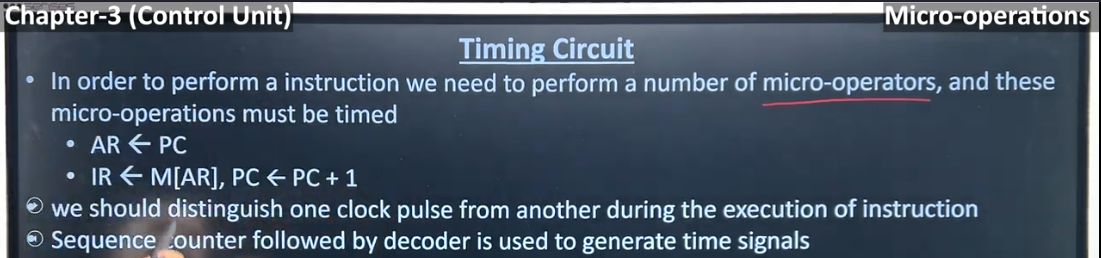 Chapter-3 (Control Unit)
Micro-operations
Timing Circuit
• In order to perform a instruction we need to perform a number of micro-operators, and these
micro-operations must be timed
• AR ← PC
• IR ← M[AR], PC ← PC + 1
we should distinguish one clock pulse from another during the execution of instruction
Sequence counter followed by decoder is used to generate time signals